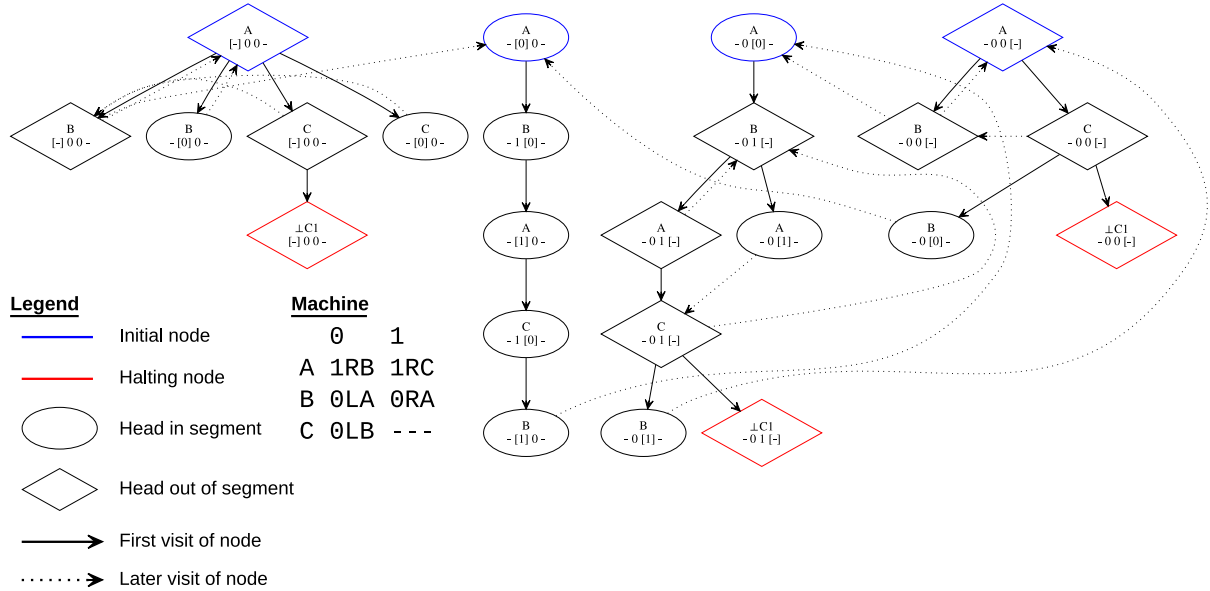 A
[-] 0 0 -
A
- [0] 0 -
A
- 0 [0] -
A
- 0 0 [-]
B
[-] 0 0 -
B
- [0] 0 -
C
[-] 0 0 -
C
- [0] 0 -
B
- 1 [0] -
B
- 0 1 [-]
B
- 0 0 [-]
C
- 0 0 [-]
⊥C1
[-] 0 0 -
A
- [1] 0 -
A
- 0 1 [-]
A
- 0 [1] -
B
- 0 [0] -
⊥C1
- 0 0 [-]
C
- 1 [0] -
C
- 0 1 [-]
B
- [1] 0 -
B
- 0 [1] -
⊥C1
- 0 1 [-]
Legend
Initial node
Halting node
Head in segment
Head out of segment
First visit of node
Later visit of node
Machine
0 1
A 1RB 1RC
B 0LA 0RA
C 0LB ---